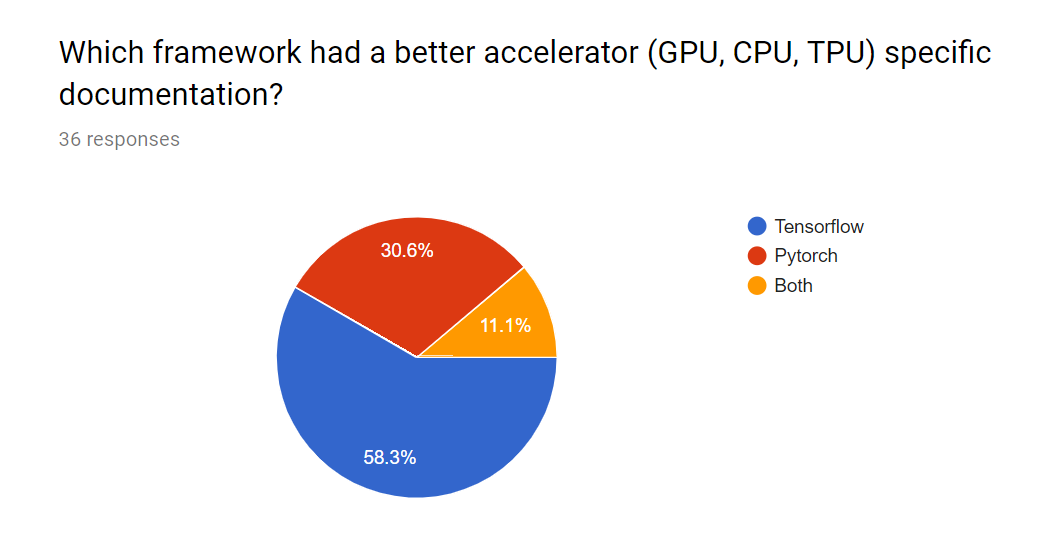 Which framework had a better accelerator (GPU, CPU, TPU) specific
documentation?
36 responses
30.6%
11.1%
58.3%
Tensorflow
Pytorch
Both